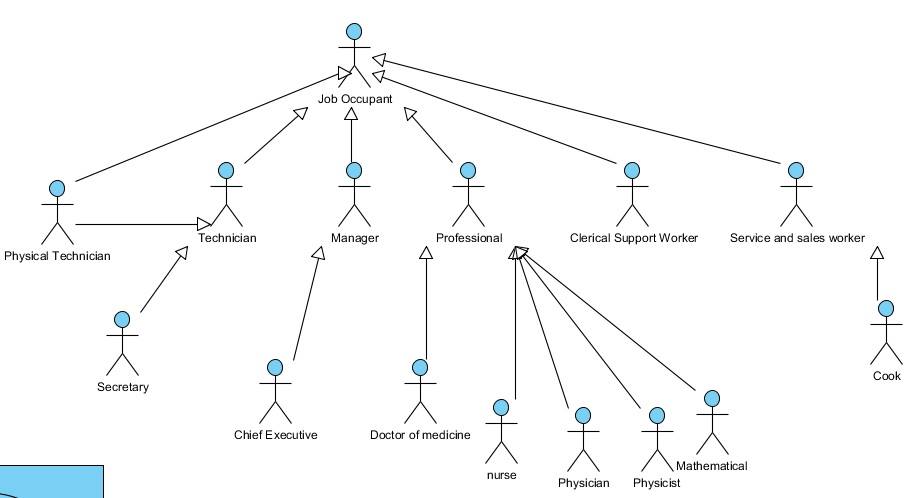 Job Occupant
Technician
Manager
Professional
Clerical Support Worker
Service and sales worker
Physical Technician
Secretary
Cook
Chief Executive
Doctor of medicine
Mathematical
nurse
Physician
Physicist